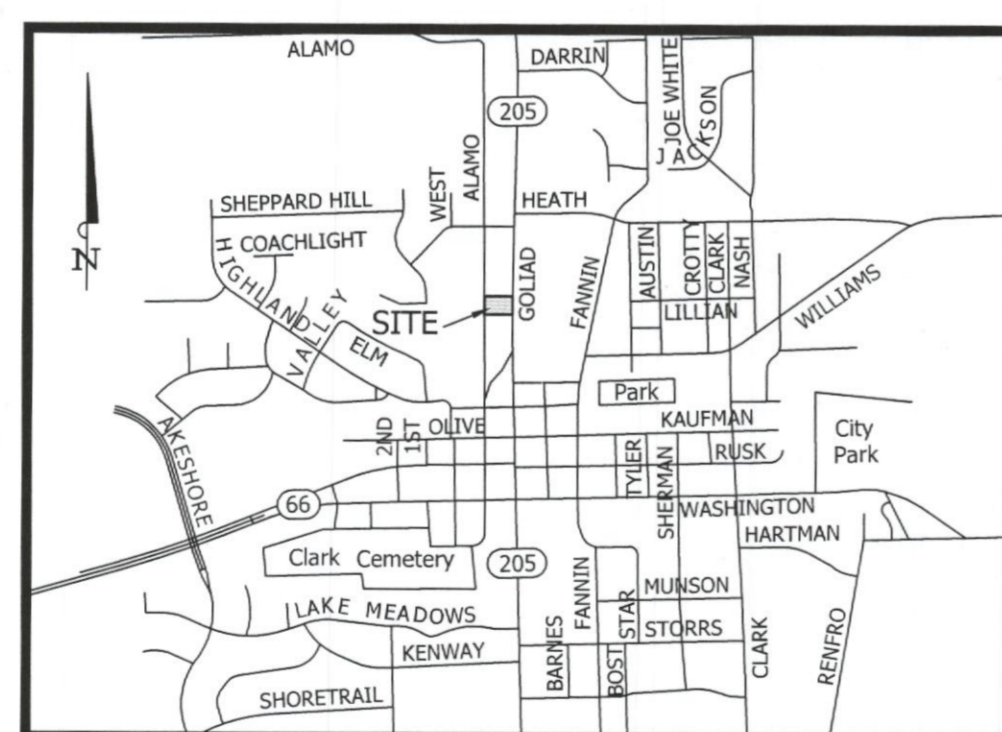 ALAMO
DARRIN
JOE WHITE
205
JACKSON
ALAMO
WEST
SHEPPARD HILL
HEATH
COACHLIGHT
HIGHLAND
N
GOLIAD
FANNIN
AUSTIN
CROTTY
CLARK
NASH
WILLIAMS
VALLEY
SITE
LILLIAN
ELM
Park
2ND
1ST
OLIVE
KAUFMAN
City
Park
AKESHORE
TYLER
SHERMAN
RUSK
66
WASHINGTON
HARTMAN
Clark Cemetery
205
FANNIN
MUNSON
LAKE MEADOWS
STAR
STORRS
KENWAY
BARNES
BOST
CLARK
RENFRO
SHORETRAIL